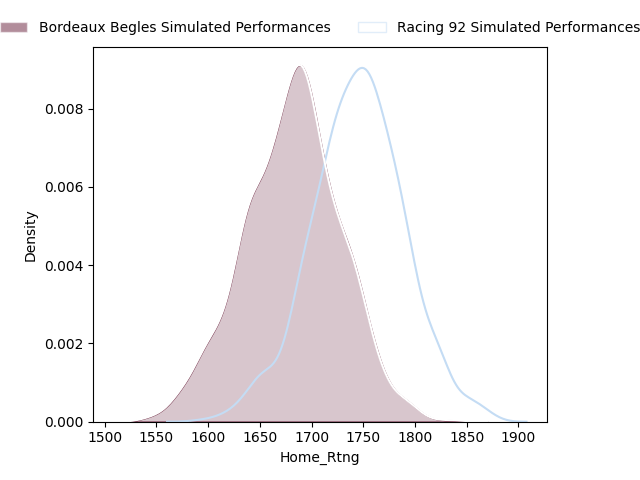 Bordeaux Begles Simulated Performances Racing 92 Simulated Performances
0.008
0.006
0.004
0.002
0.000
Density
1500 1550 1600 1650 1700 1750 1800 1850 1900
Home_Rtng